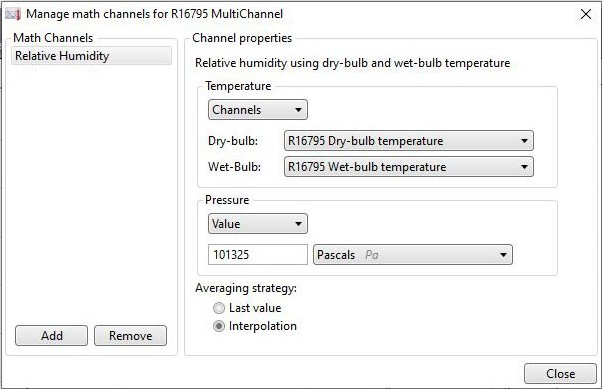 Manage math channels for R16795 MultiChannel
Math Channels
Relative Humidity
Add
Remove
Channel properties
Relative humidity using dry-bulb and wet-bulb temperature
Temperature
Channels
Dry-bulb: R16795 Dry-bulb temperature
Wet-Bulb: R16795 Wet-bulb temperature
Pressure
Value
101325 Pascals Pa
Averaging strategy:
Last value
Interpolation
Close